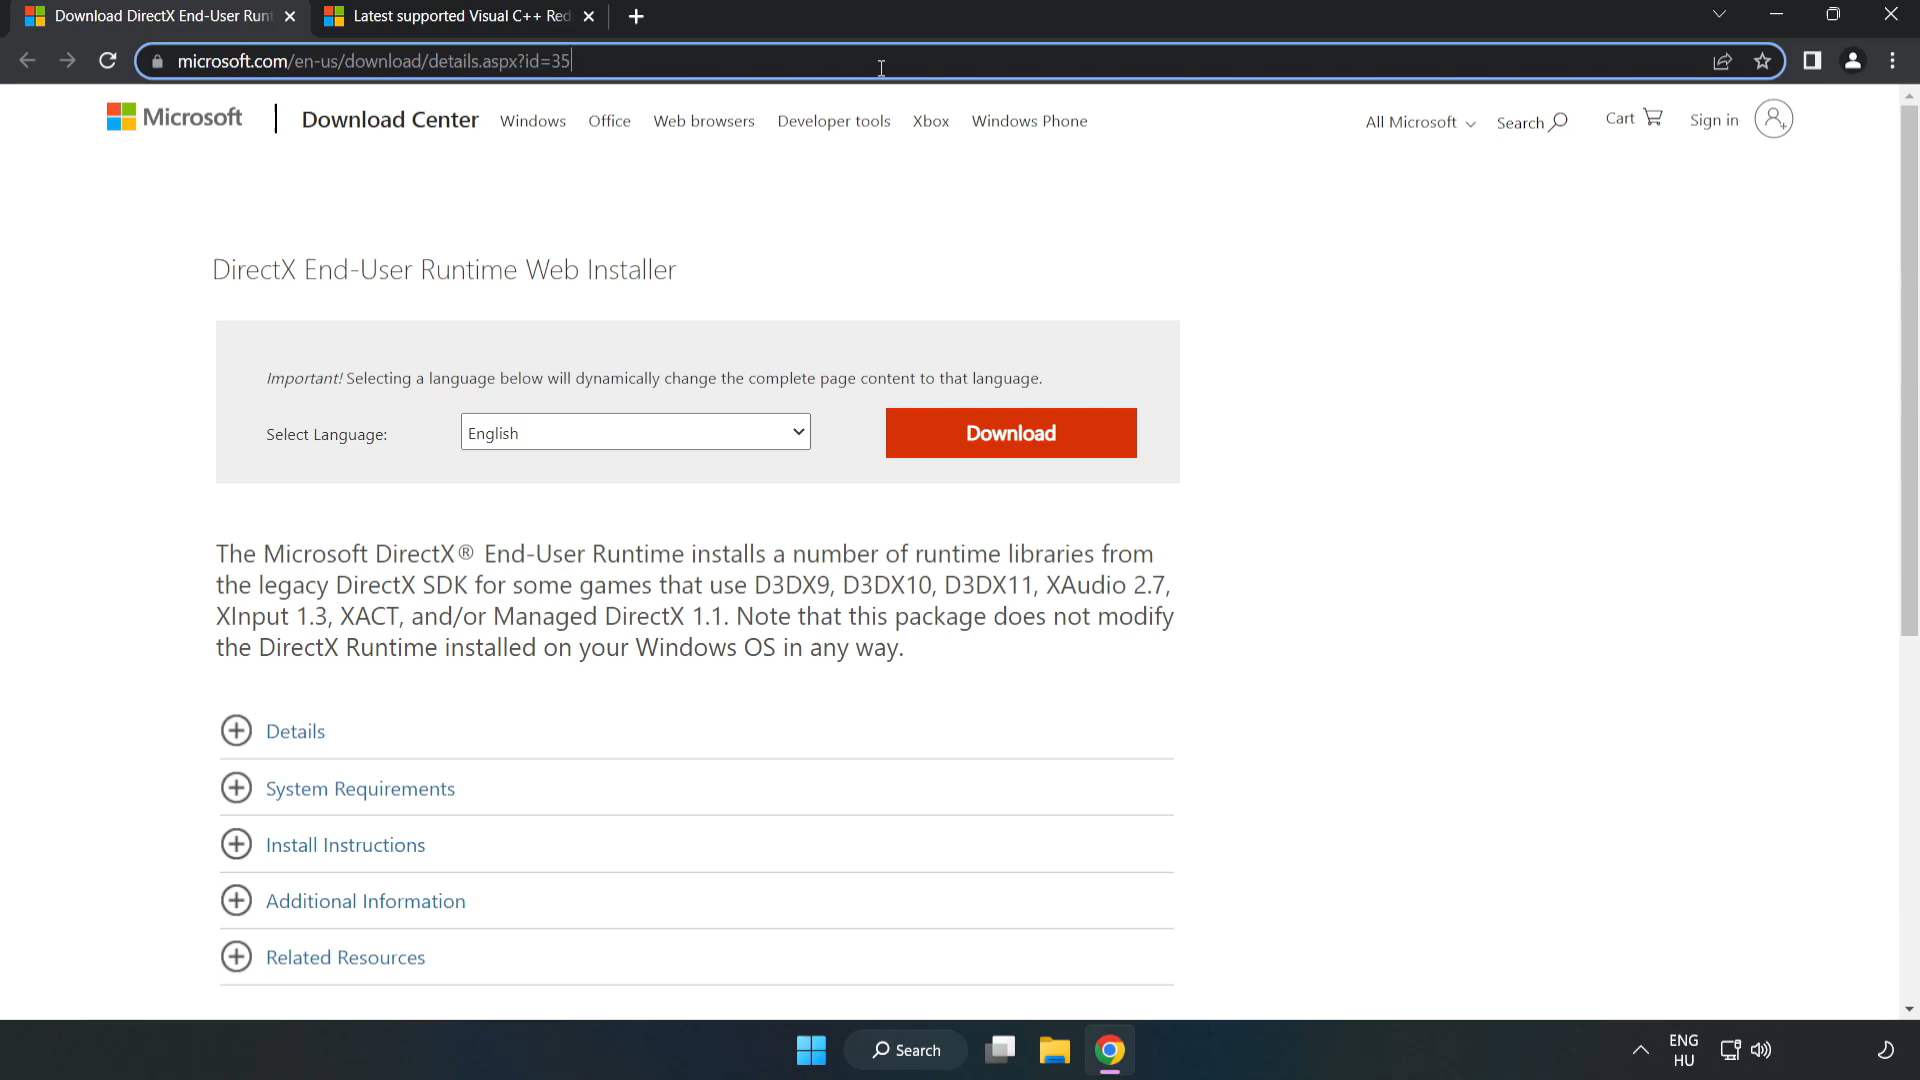 Download DirectX End-User Runt
Latest supported Visual C++ Red
microsoft.com/en-us/download/details.aspx?id=35
Microsoft
Download Center
Windows
Office
Web browsers
Developer tools
Xbox
Windows Phone
All Microsoft
Search
Cart
Sign in
DirectX End-User Runtime Web Installer
Important! Selecting a language below will dynamically change the complete page content to that language.
Select Language:
English
Download
The Microsoft DirectX® End-User Runtime installs a number of runtime libraries from
the legacy DirectX SDK for some games that use D3DX9, D3DX10, D3DX11, XAudio 2.7,
XInput 1.3, XACT, and/or Managed DirectX 1.1. Note that this package does not modify
the DirectX Runtime installed on your Windows OS in any way.
Details
System Requirements
Install Instructions
Additional Information
Related Resources
Search
ENG
HU